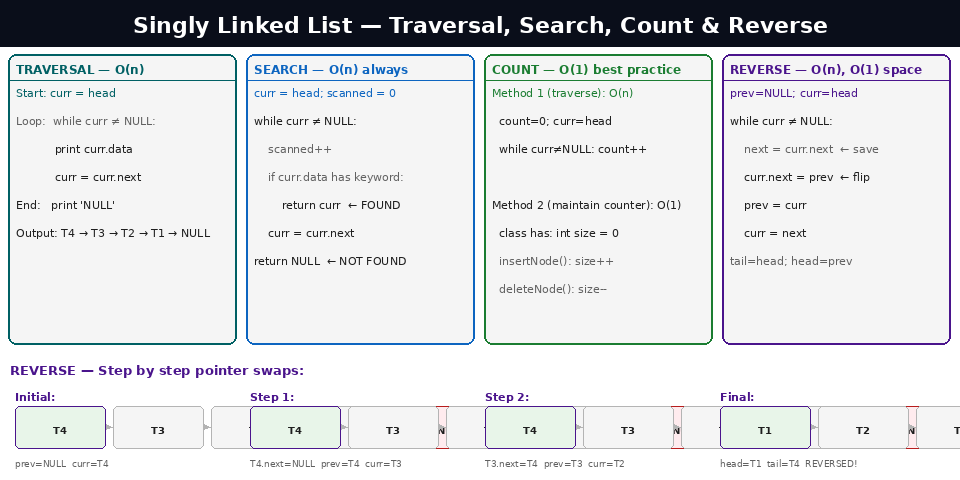 Singly Linked List — Traversal, Search, Count & Reverse
TRAVERSAL — O(n)
Start: curr = head
Loop:  while curr ≠ NULL:
print curr.data
curr = curr.next
End:   print 'NULL'
Output: T4 → T3 → T2 → T1 → NULL
SEARCH — O(n) always
curr = head; scanned = 0
while curr ≠ NULL:
scanned++
if curr.data has keyword:
return curr  ← FOUND
curr = curr.next
return NULL  ← NOT FOUND
COUNT — O(1) best practice
Method 1 (traverse): O(n)
count=0; curr=head
while curr≠NULL: count++
Method 2 (maintain counter): O(1)
class has: int size = 0
insertNode(): size++
deleteNode(): size--
REVERSE — O(n), O(1) space
prev=NULL; curr=head
while curr ≠ NULL:
next = curr.next  ← save
curr.next = prev  ← flip
prev = curr
curr = next
tail=head; head=prev
REVERSE — Step by step pointer swaps:
Initial:
T4 T3
prev=NULL  curr=T4
Step 1:
T4 T3 N
T4.next=NULL  prev=T4  curr=T3
Step 2:
T4 T3 N
T3.next=T4  prev=T3  curr=T2
Final:
T1 T2 N
head=T1  tail=T4  REVERSED!